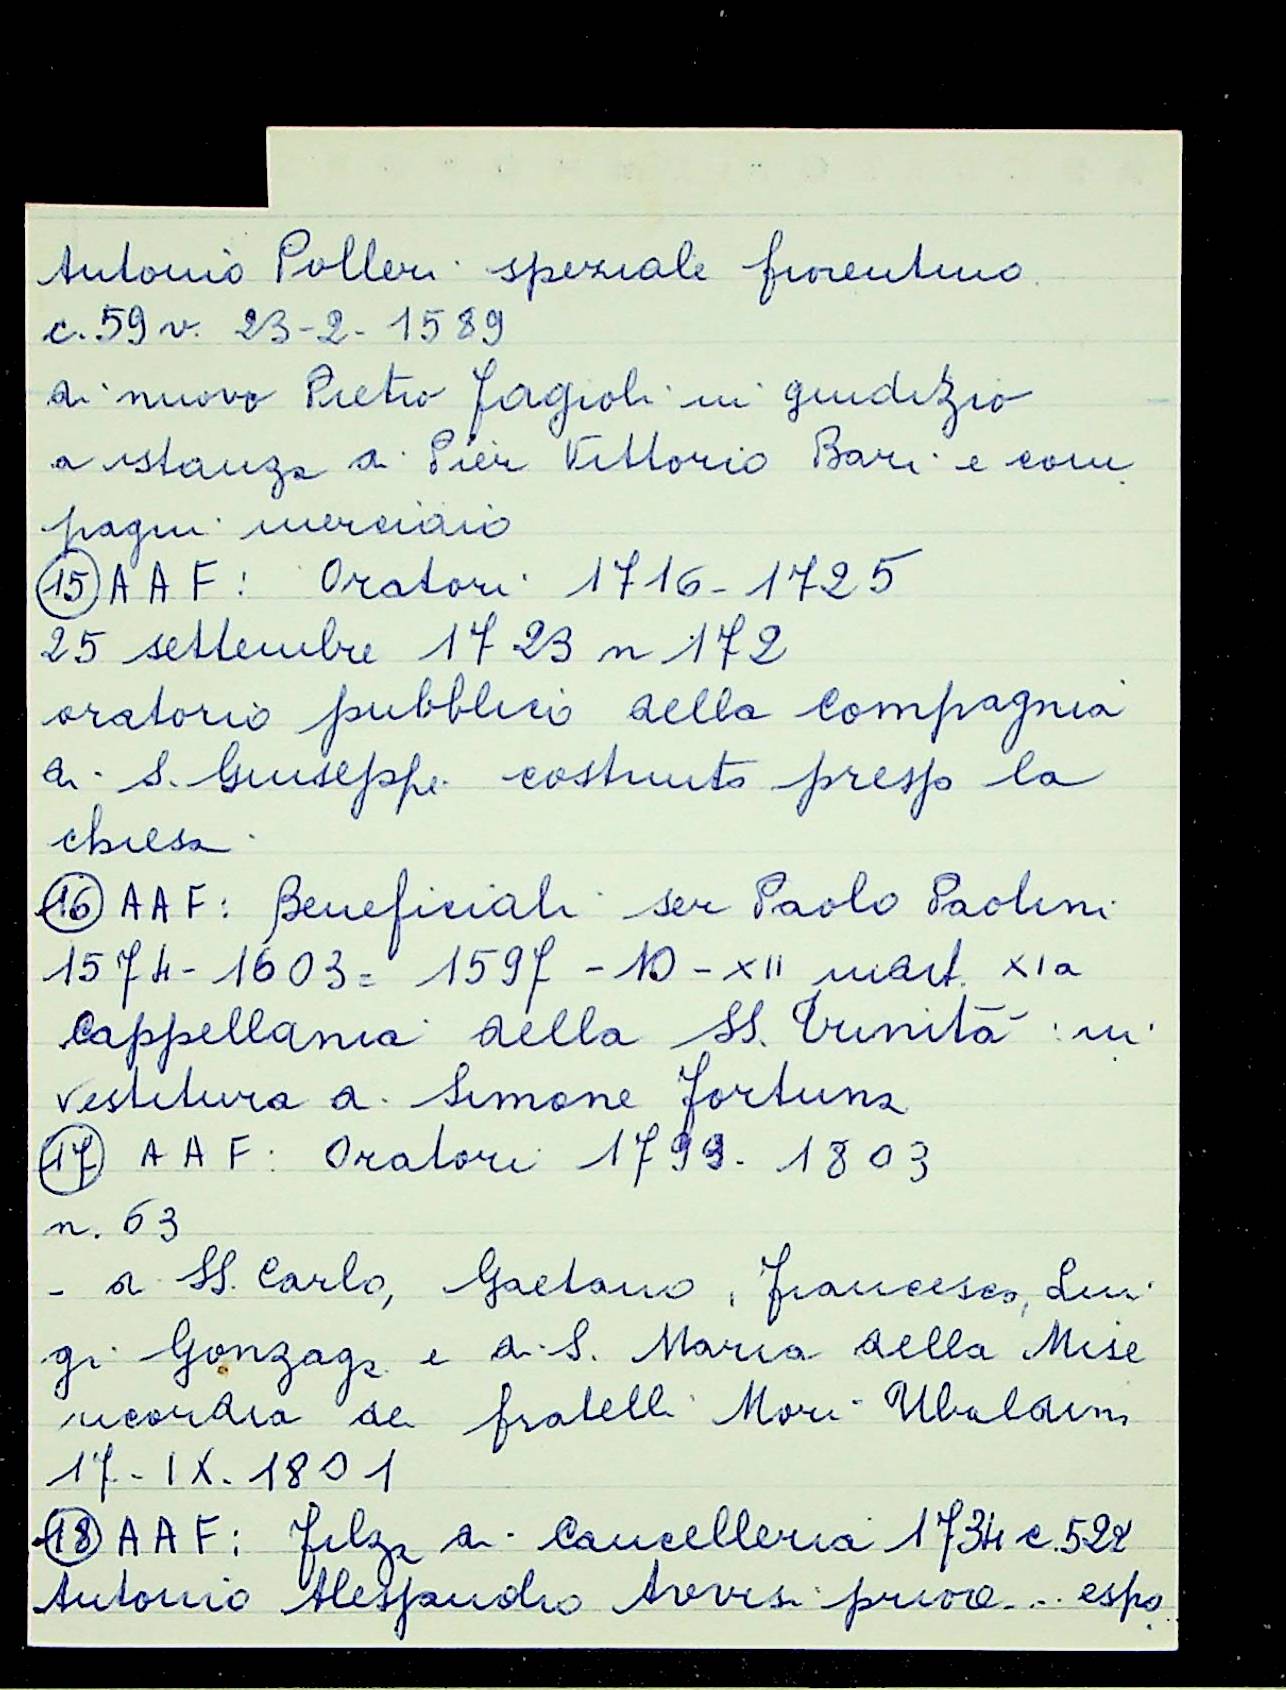 Antonio Polleri speziale fiorentino
c. 59 v. 23-2-1589
di nuovo Pietro Fagioli in giudizio
a istanza di Pier Vittorio Bari e com
pagni merciaio
15 AAF: Oratori 1716-1725
25 settembre 1723 n 172
oratorio pubblico della compagnia
di S. Giuseppe costruito presso la
chiesa
16 AAF: Beneficiali ser Paolo Paolini
1574-1603 = 1597 - 10 - XII mart. XIa
Cappellania della SS. Trinità: in
vestitura a Simone Fortuna
17 AAF: Oratori 1799-1803
n. 63
- a SS. Carlo, Gaetano, Francesco, Lui
gi Gonzaga e a S. Maria della Mise
ricordia dei fratelli Mori Ubaldini
17-IX-1801
18 AAF: Filza di Cancelleria 1734 c. 522
Antonio Alessandro Avvisi priore... espo